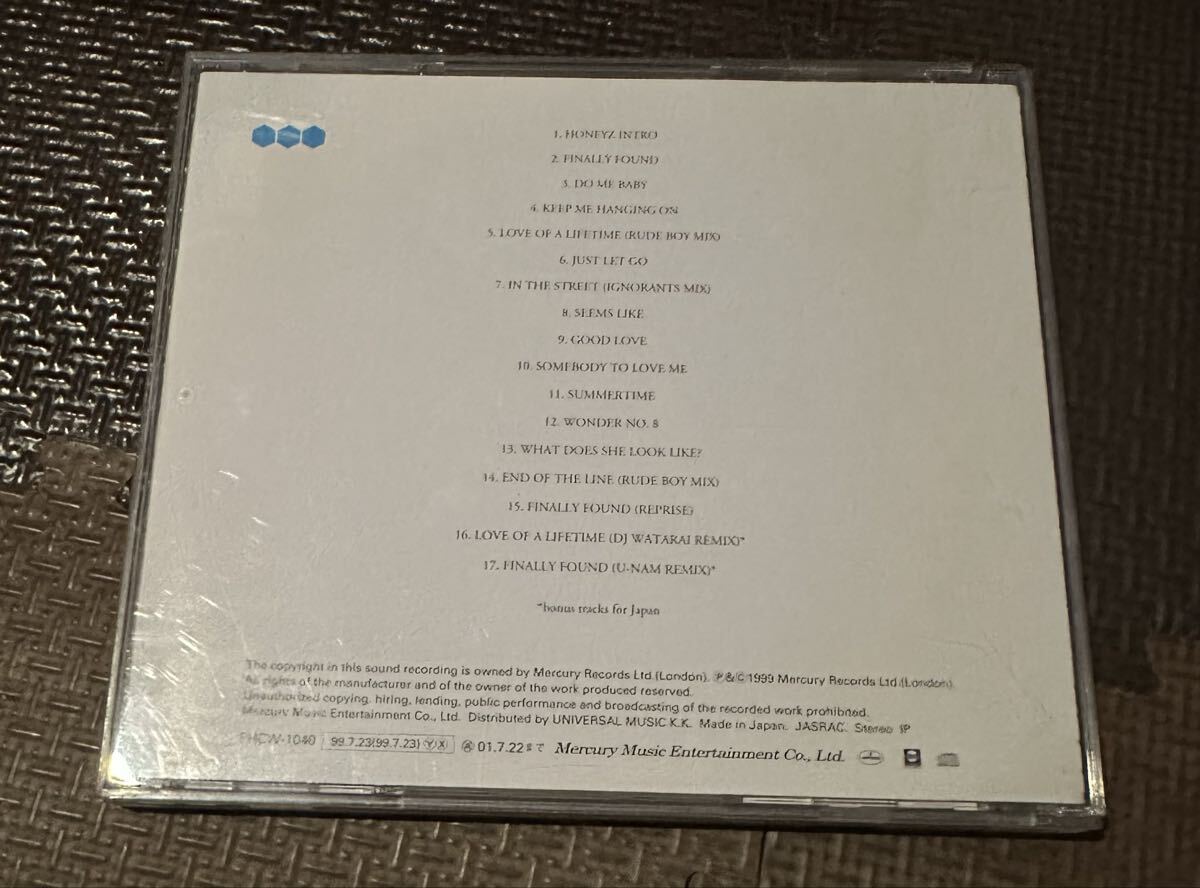 1. HONEYZ INTRO
2. FINALLY FOUND
3. DO ME BABY
4. KEEP ME HANGING ON
5. LOVE OF A LIFETIME (RUDE BOY MIX)
6. JUST LET GO
7. IN THE STREET (IGNORANTS MIX)
8. SEEMS LIKE
9. GOOD LOVE
10. SOMEBODY TO LOVE ME
11. SUMMERTIME
12. WONDER NO. 8
13. WHAT DOES SHE LOOK LIKE?
14. END OF THE LINE (RUDE BOY MIX)
15. FINALLY FOUND (REPRISE)
16. LOVE OF A LIFETIME (DJ WATARAI REMIX)*
17. FINALLY FOUND (U-NAM REMIX)*
*bonus tracks for Japan
The copyright in this sound recording is owned by Mercury Records Ltd (London). ℗&© 1999 Mercury Records Ltd (London)
All rights of the manufacturer and of the owner of the work produced reserved.
Unauthorized copying, hiring, lending, public performance and broadcasting of the recorded work prohibited.
Mercury Music Entertainment Co., Ltd. Distributed by UNIVERSAL MUSIC K.K. Made in Japan. JASRAC. Stereo
PHCW-1040 99.7.23(99.7.23) Ⓨ Ⓧ 01.7.22まで Mercury Music Entertainment Co., Ltd.